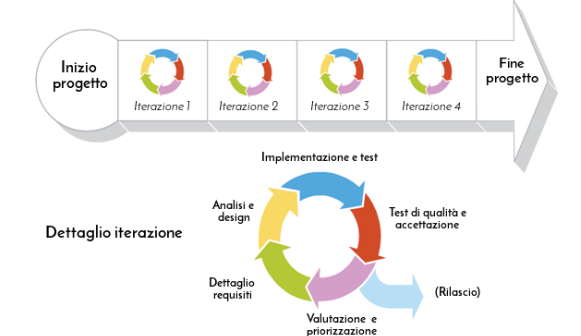 Inizio
progetto
Iterazione 1
Iterazione 2
Iterazione 3
Iterazione 4
Fine
progetto
Dettaglio iterazione
Implementazione e test
Test di qualità e
accettazione
(Rilascio)
Valutazione e
priorizzazione
Dettaglio
requisiti
Analisi e
design